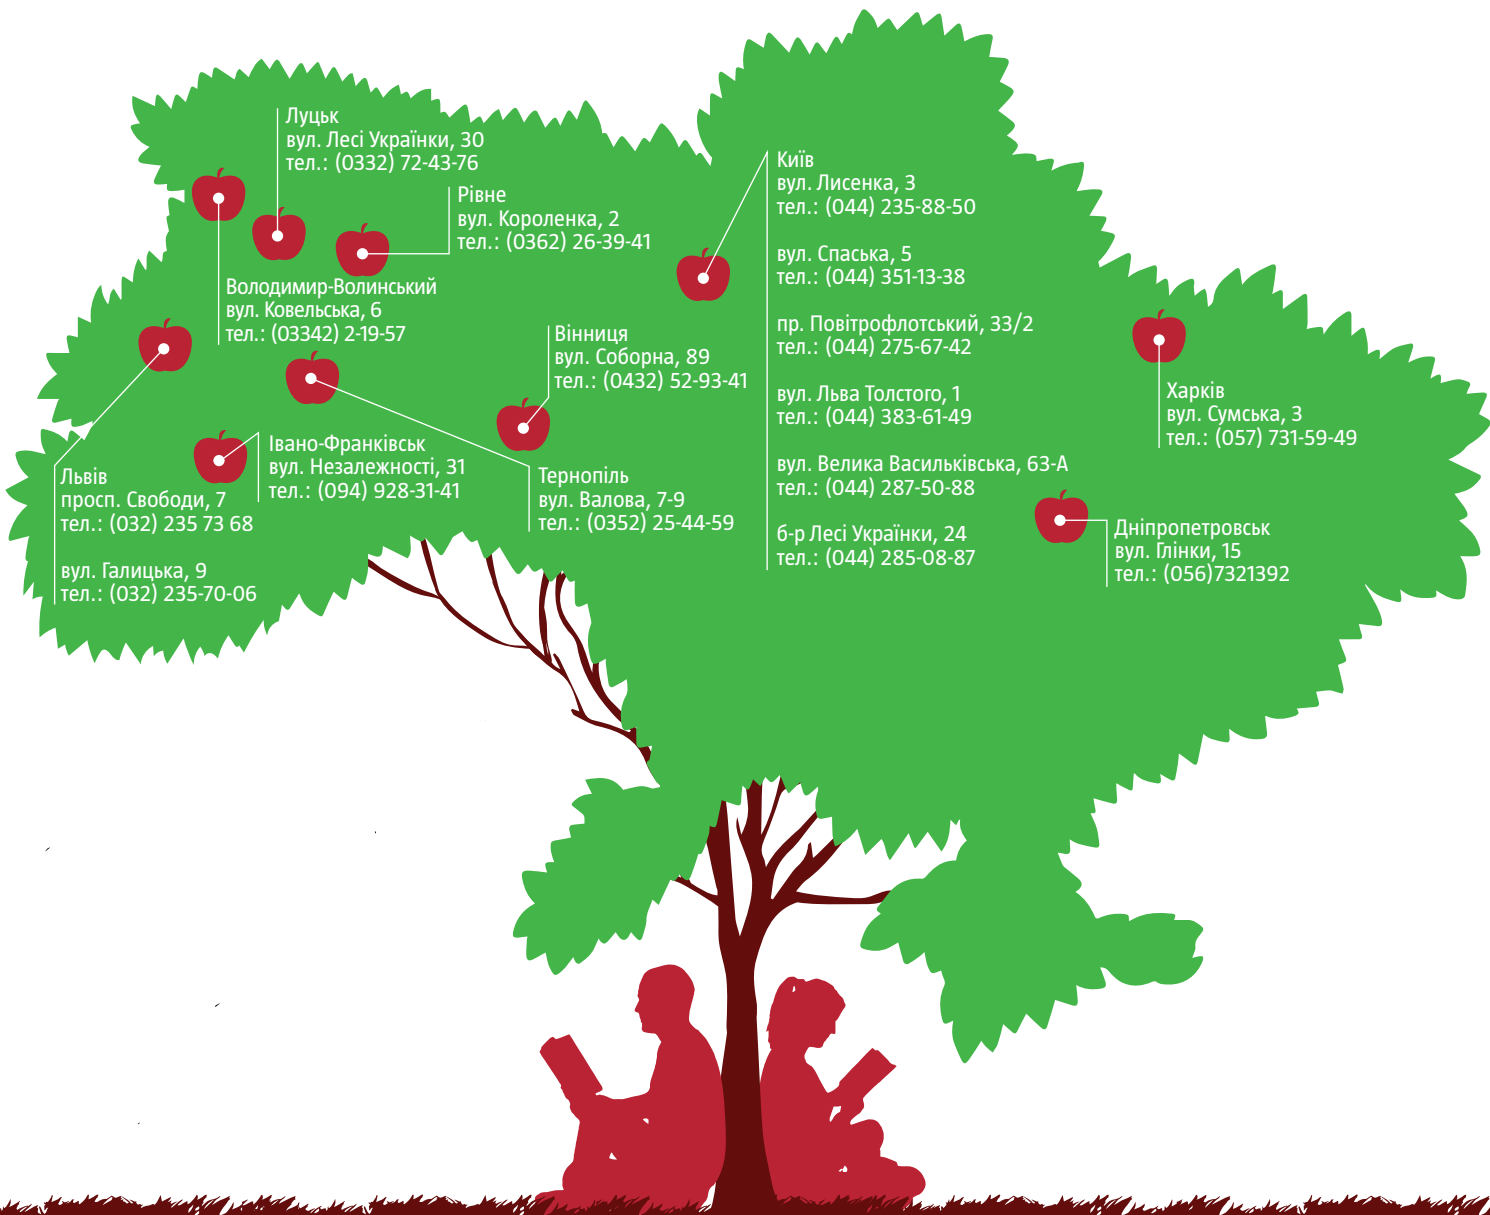 Луцьк
вул. Лесі Українки, 30
тел.: (0332) 72-43-76
Рівне
вул. Короленка, 2
тел.: (0362) 26-39-41
Володимир-Волинський
вул. Ковельська, 6
тел.: (03342) 2-19-57
Вінниця
вул. Соборна, 89
тел.: (0432) 52-93-41
Івано-Франківськ
вул. Незалежності, 31
тел.: (094) 928-31-41
Львів
просп. Свободи, 7
тел.: (032) 235 73 68
вул. Галицька, 9
тел.: (032) 235-70-06
Тернопіль
вул. Валова, 7-9
тел.: (0352) 25-44-59
Київ
вул. Лисенка, 3
тел.: (044) 235-88-50
вул. Спаська, 5
тел.: (044) 351-13-38
пр. Повітрофлотський, 33/2
тел.: (044) 275-67-42
вул. Льва Толстого, 1
тел.: (044) 383-61-49
вул. Велика Васильківська, 63-А
тел.: (044) 287-50-88
б-р Лесі Українки, 24
тел.: (044) 285-08-87
Харків
вул. Сумська, 3
тел.: (057) 731-59-49
Дніпропетровськ
вул. Глінки, 15
тел.: (056)7321392